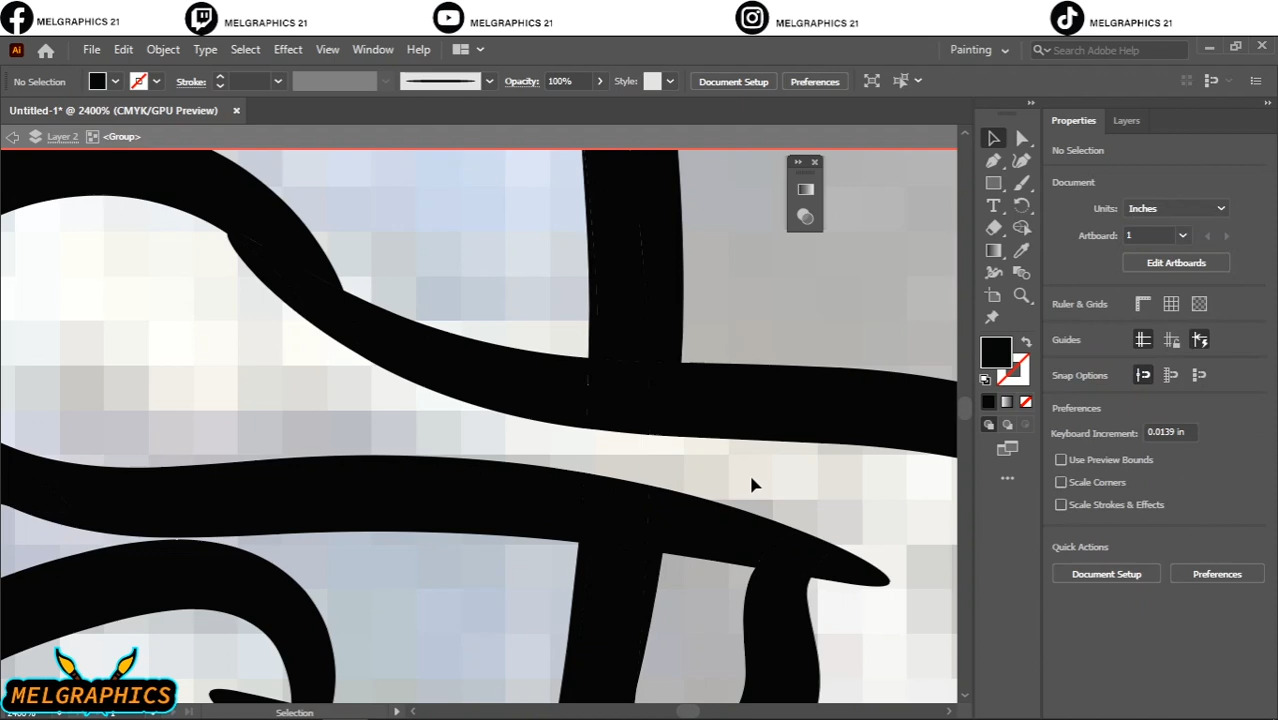 MELGRAPHICS 21
MELGRAPHICS 21
MELGRAPHICS 21
MELGRAPHICS 21
MELGRAPHICS 21
Ai File Edit Object Type Select Effect View Window Help Painting Search Adobe Help
No Selection Stroke: Opacity: 100% Style: Document Setup Preferences
Untitled-1* @ 2400% (CMYK/GPU Preview)
Layer 2 <Group>
Properties Layers
No Selection
Document
Units: Inches
Artboard: 1
Edit Artboards
Ruler & Grids
Guides
Snap Options
Preferences
Keyboard Increment: 0.0139 in
Use Preview Bounds
Scale Corners
Scale Strokes & Effects
Quick Actions
Document Setup Preferences
MELGRAPHICS
Selection